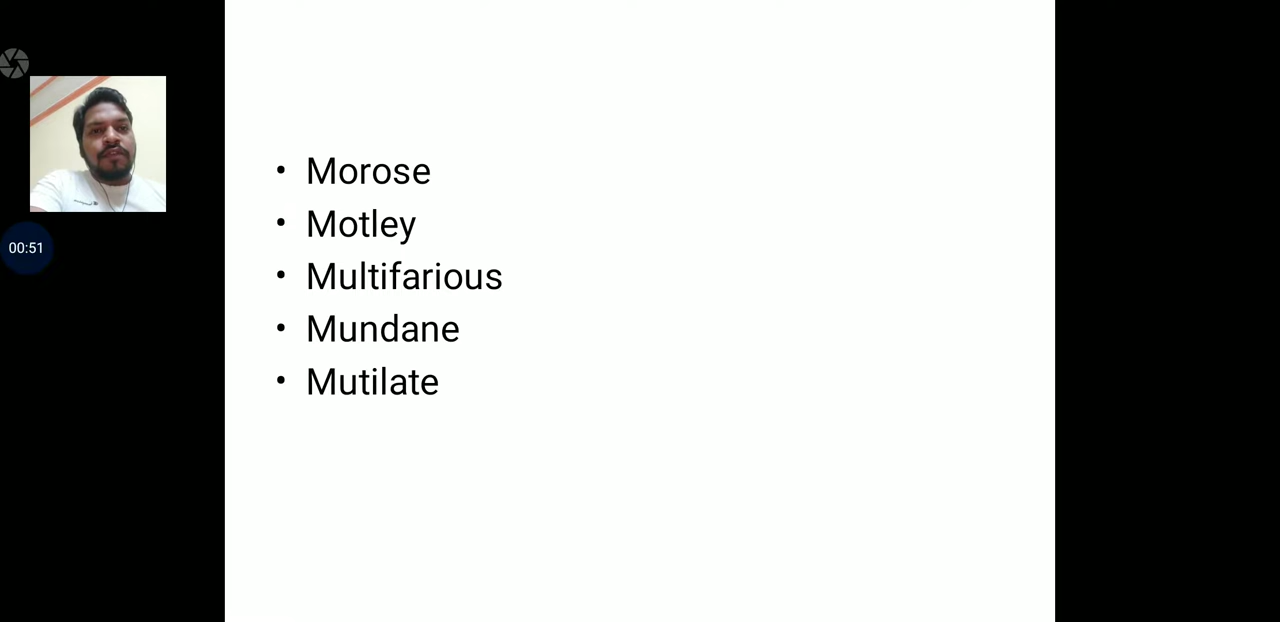 • Morose
• Motley
• Multifarious
• Mundane
• Mutilate
00:51